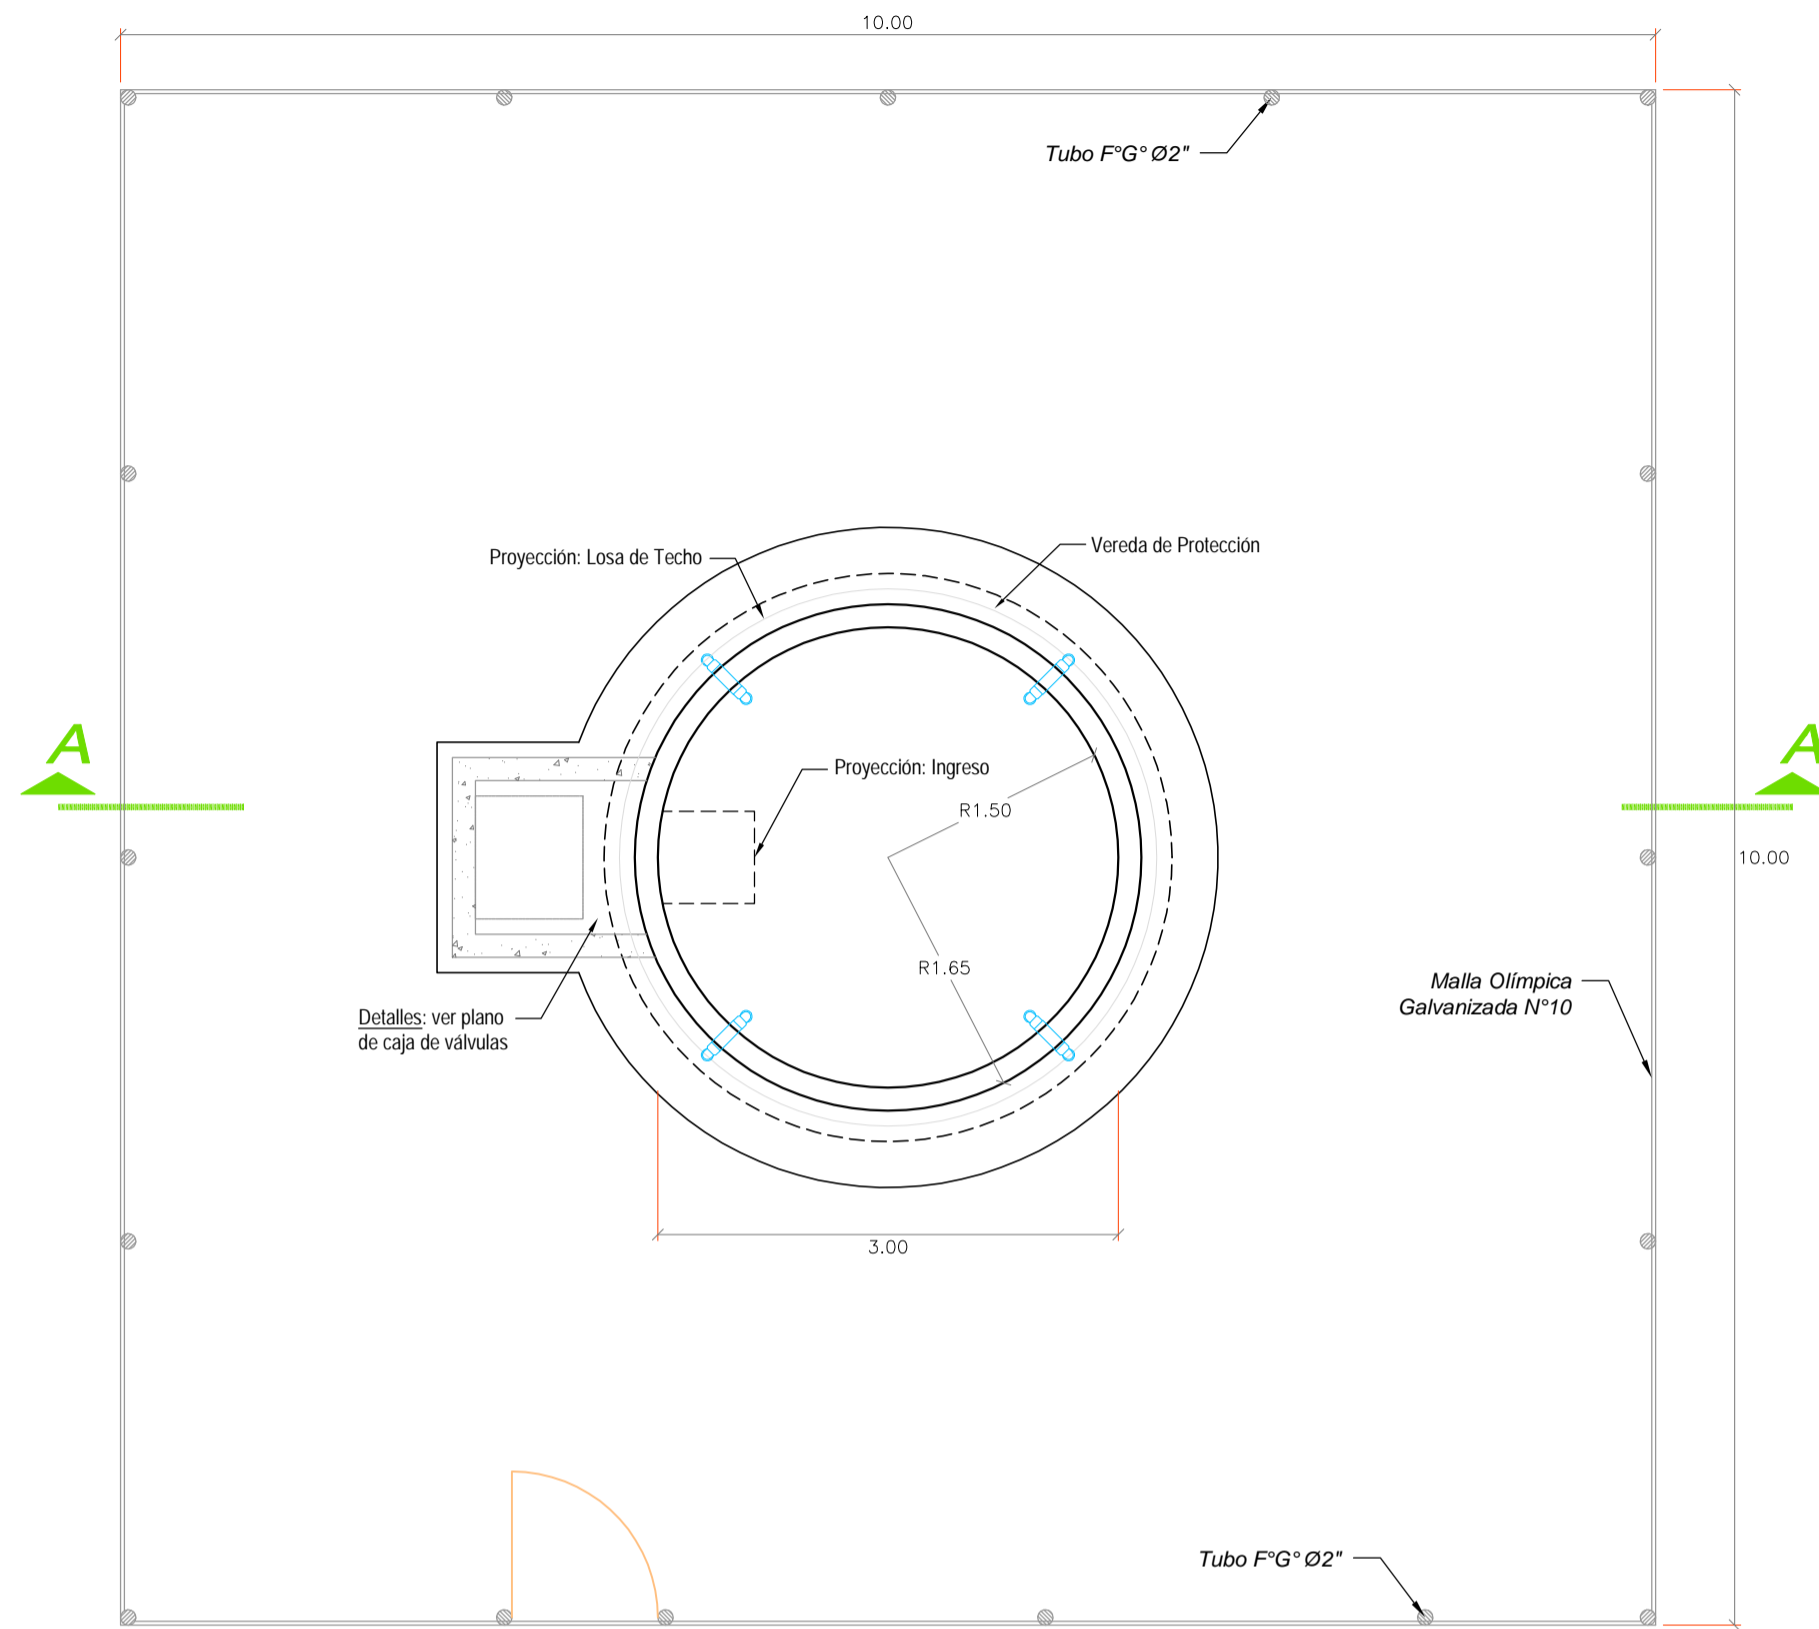 10.00
Tubo F°G° Ø2"
Proyección: Losa de Techo
Vereda de Protección
A
A
Proyección: Ingreso
R1.50
10.00
R1.65
Malla Olímpica
Galvanizada N°10
Detalles: ver plano
de caja de válvulas
3.00
Tubo F°G° Ø2"